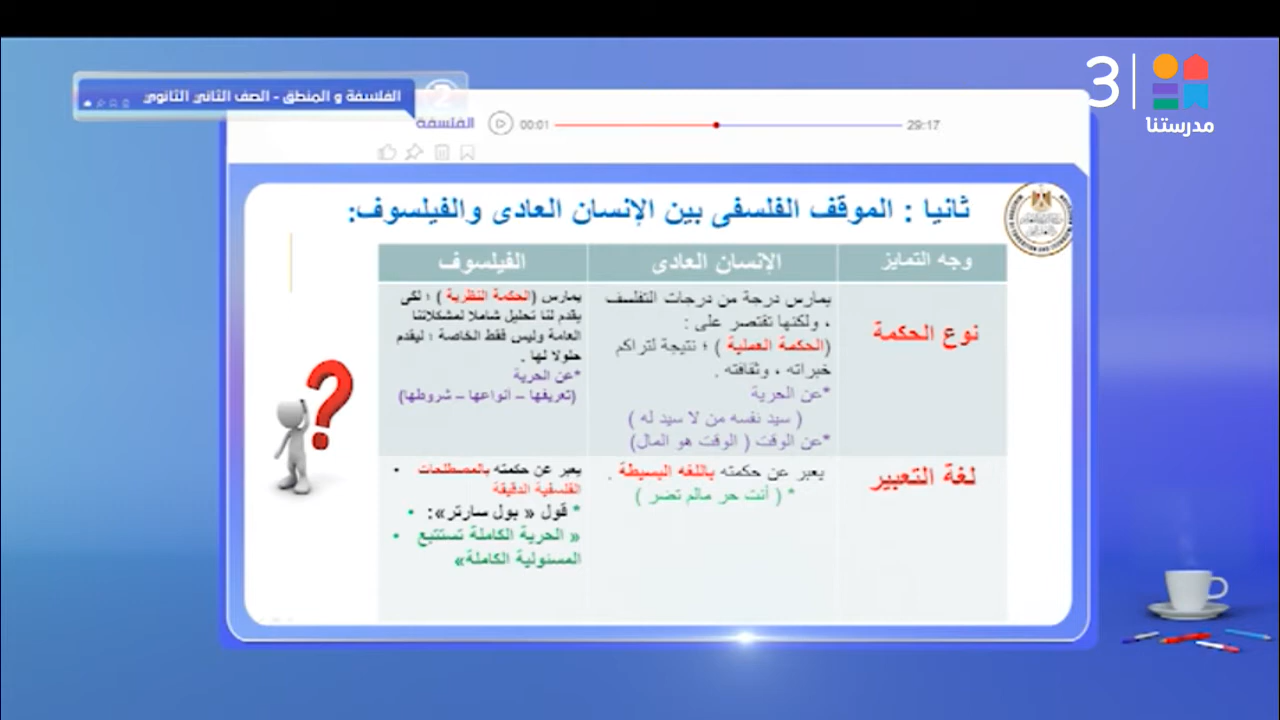 3
مدرستنا
الفلسفة و المنطق - الصف الثاني الثانوي
2
الفلسفة
00:01
29:17
ثانيا : الموقف الفلسفى بين الإنسان العادى والفيلسوف:
وجه التمايز
الإنسان العادى
الفيلسوف
نوع الحكمة
يمارس درجة من درجات التفلسف
، ولكنها تقتصر على :
(الحكمة العملية ) ؛ نتيجة لتراكم
خبراته ، وثقافته .
*عن الحرية
( سيد نفسه من لا سيد له )
*عن الوقت ( الوقت هو المال)
يمارس (الحكمة النظرية ) ؛ لكى
يقدم لنا تحليل شاملا لمشكلاتنا
العامة وليس فقط الخاصة ؛ ليقدم
حلولا لها .
*عن الحرية
(تعريفها – أنواعها – شروطها)
لغة التعبير
يعبر عن حكمته باللغه البسيطة .
* ( أنت حر مالم تضر )
• يعبر عن حكمته بالمصطلحات
الفلسفية الدقيقة
• * قول « بول سارتر»:
• « الحرية الكاملة تستتبع
المسئولية الكاملة»